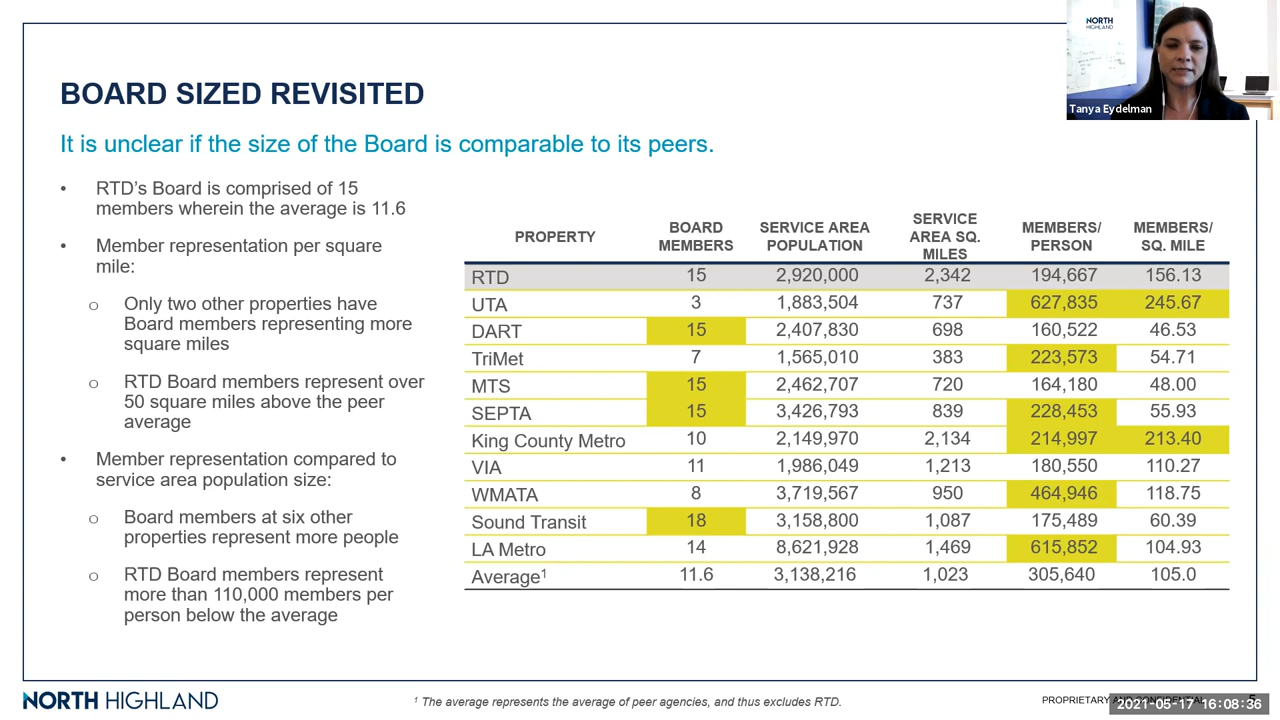 NORTH
HIGHLAND
Tanya Eydelman
BOARD SIZED REVISITED
It is unclear if the size of the Board is comparable to its peers.
• RTD’s Board is comprised of 15
members wherein the average is 11.6
• Member representation per square
mile:
o Only two other properties have
Board members representing more
square miles
o RTD Board members represent over
50 square miles above the peer
average
• Member representation compared to
service area population size:
o Board members at six other
properties represent more people
o RTD Board members represent
more than 110,000 members per
person below the average
PROPERTY BOARD MEMBERS SERVICE AREA POPULATION SERVICE AREA SQ. MILES MEMBERS/ PERSON MEMBERS/ SQ. MILE
RTD 15 2,920,000 2,342 194,667 156.13
UTA 3 1,883,504 737 627,835 245.67
DART 15 2,407,830 698 160,522 46.53
TriMet 7 1,565,010 383 223,573 54.71
MTS 15 2,462,707 720 164,180 48.00
SEPTA 15 3,426,793 839 228,453 55.93
King County Metro 10 2,149,970 2,134 214,997 213.40
VIA 11 1,986,049 1,213 180,550 110.27
WMATA 8 3,719,567 950 464,946 118.75
Sound Transit 18 3,158,800 1,087 175,489 60.39
LA Metro 14 8,621,928 1,469 615,852 104.93
Average¹ 11.6 3,138,216 1,023 305,640 105.0
NORTH HIGHLAND
¹ The average represents the average of peer agencies, and thus excludes RTD.
PROPRIETARY AND CONFIDENTIAL 5
2021-05-17 16:08:36